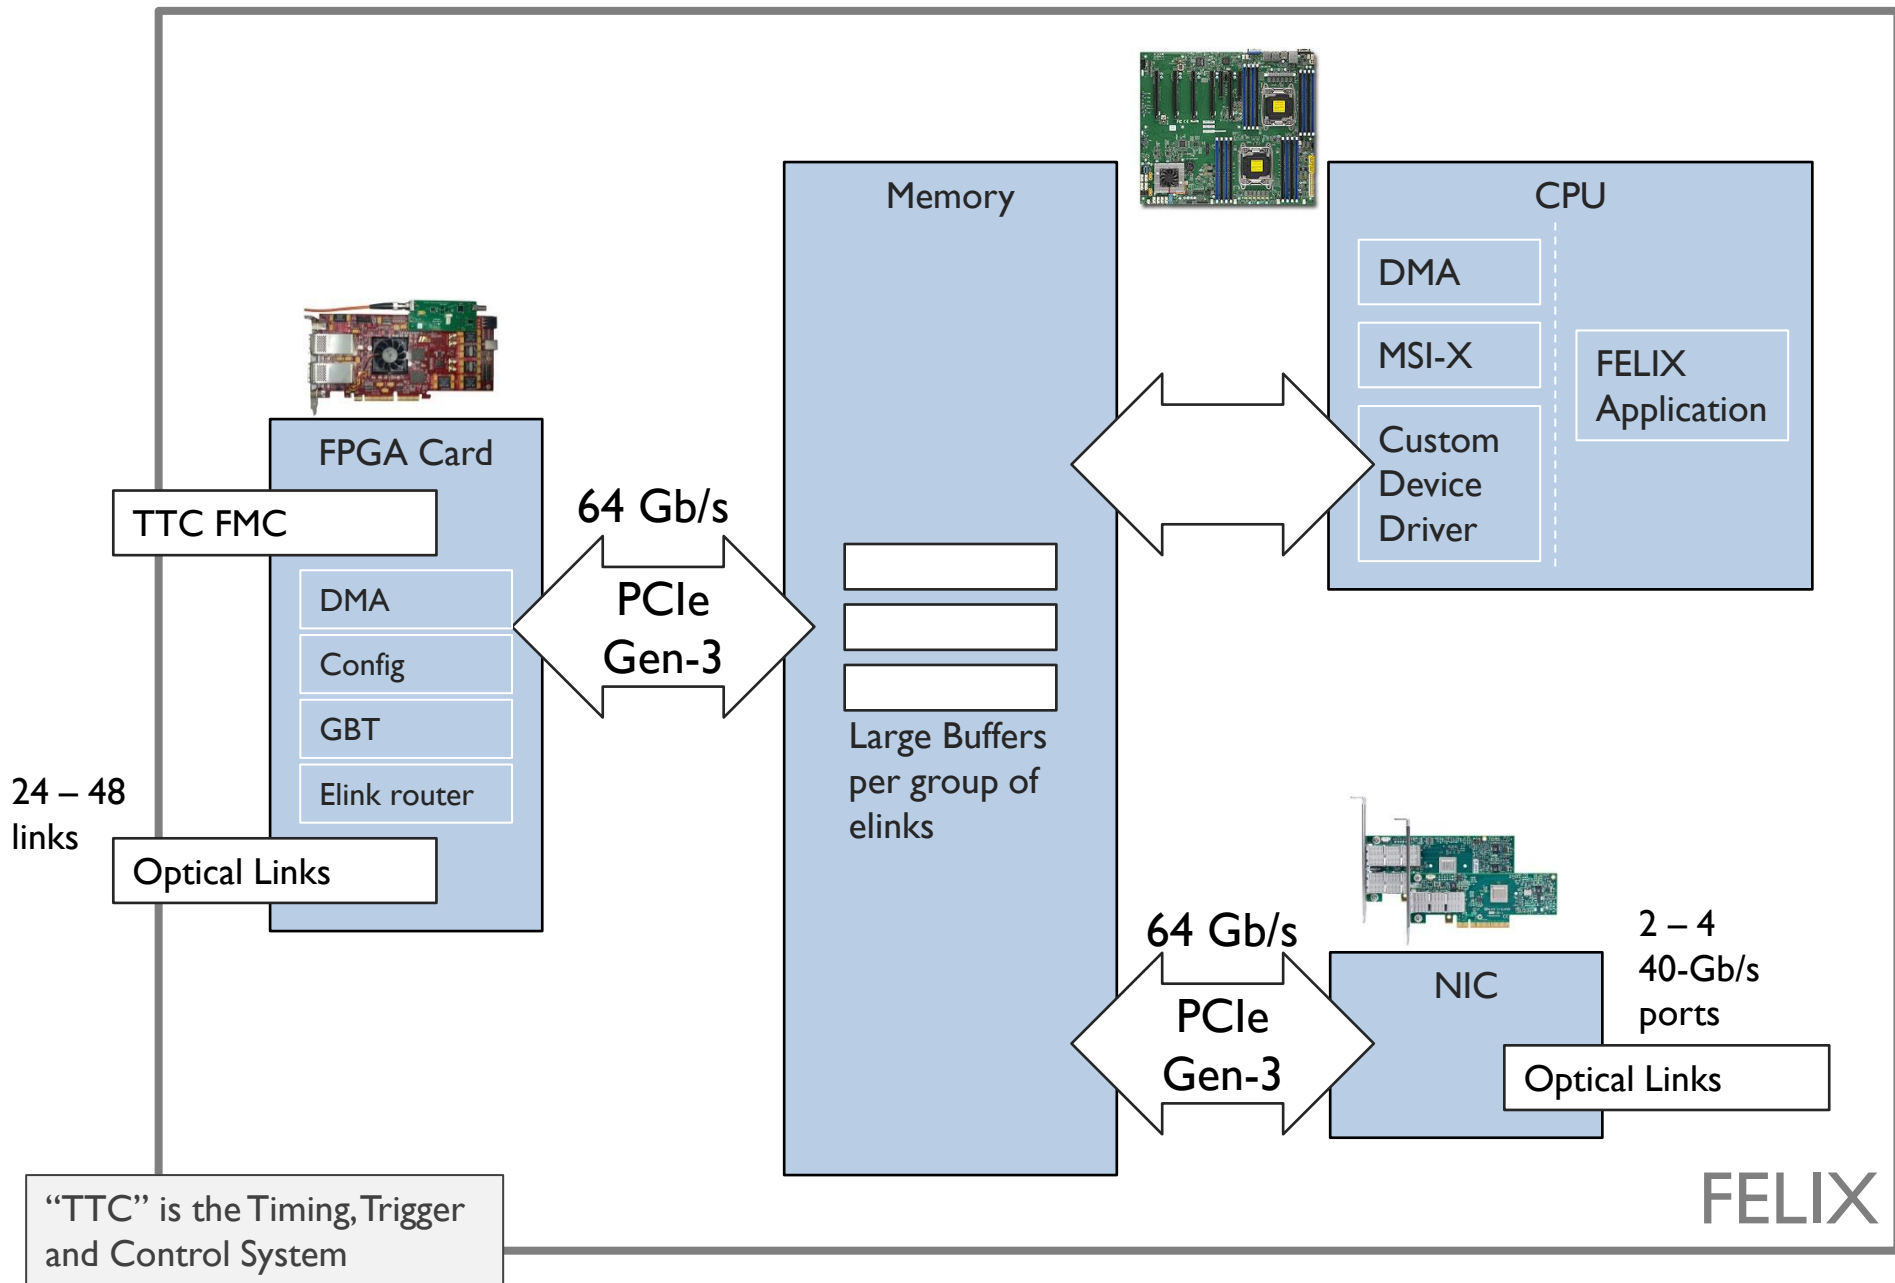 Memory
CPU
DMA
MSI-X
Custom
Device
Driver
FELIX
Application
FPGA Card
TTC FMC
DMA
Config
GBT
Elink router
24 – 48
links
Optical Links
64 Gb/s
PCIe
Gen-3
Large Buffers
per group of
elinks
64 Gb/s
PCIe
Gen-3
NIC
2 – 4
40-Gb/s
ports
Optical Links
“TTC” is the Timing, Trigger
and Control System
FELIX